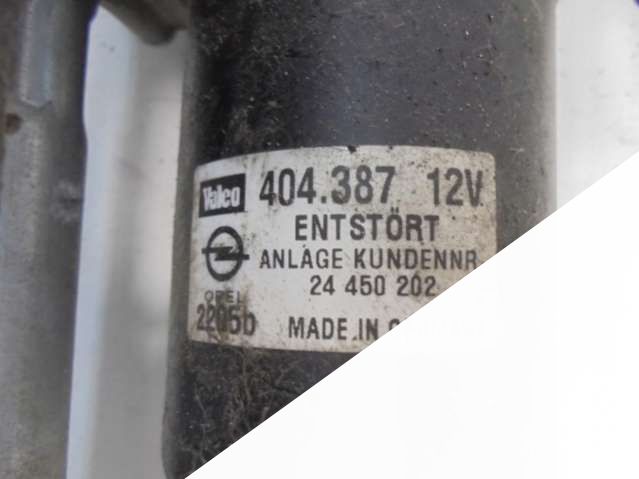 Valeo 404.387 12V
ENTSTÖRT
ANLAGE KUNDENNR
24 450 202
OPEL
2205b MADE IN